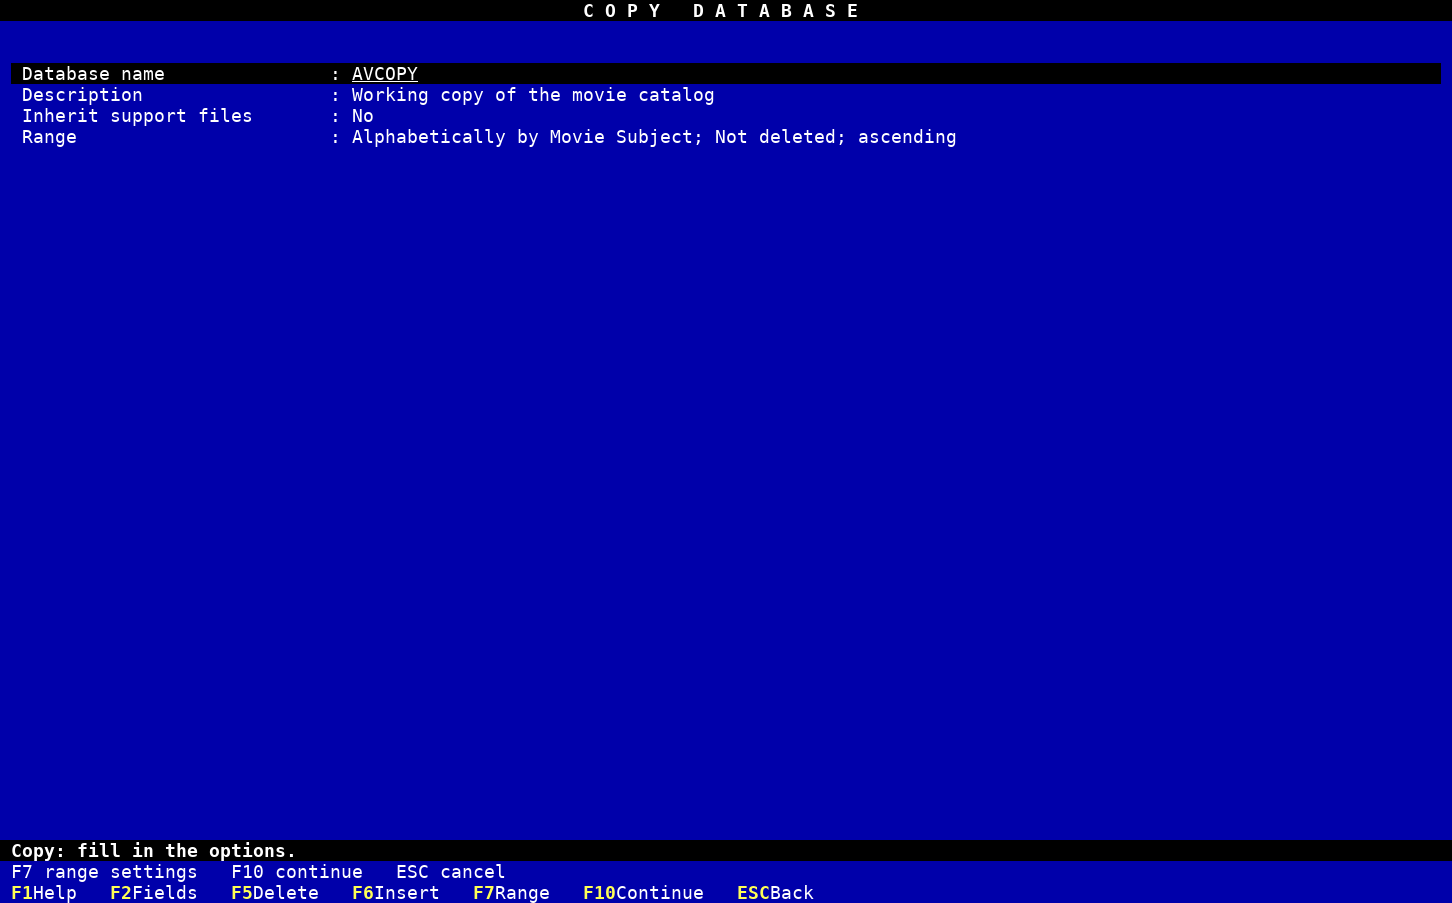 C O P Y   D A T A B A S E
Database name : AVCOPY
Description : Working copy of the movie catalog
Inherit support files : No
Range : Alphabetically by Movie Subject; Not deleted; ascending
Copy: fill in the options.
F7 range settings   F10 continue   ESC cancel
F1Help   F2Fields   F5Delete   F6Insert   F7Range   F10Continue   ESCBack